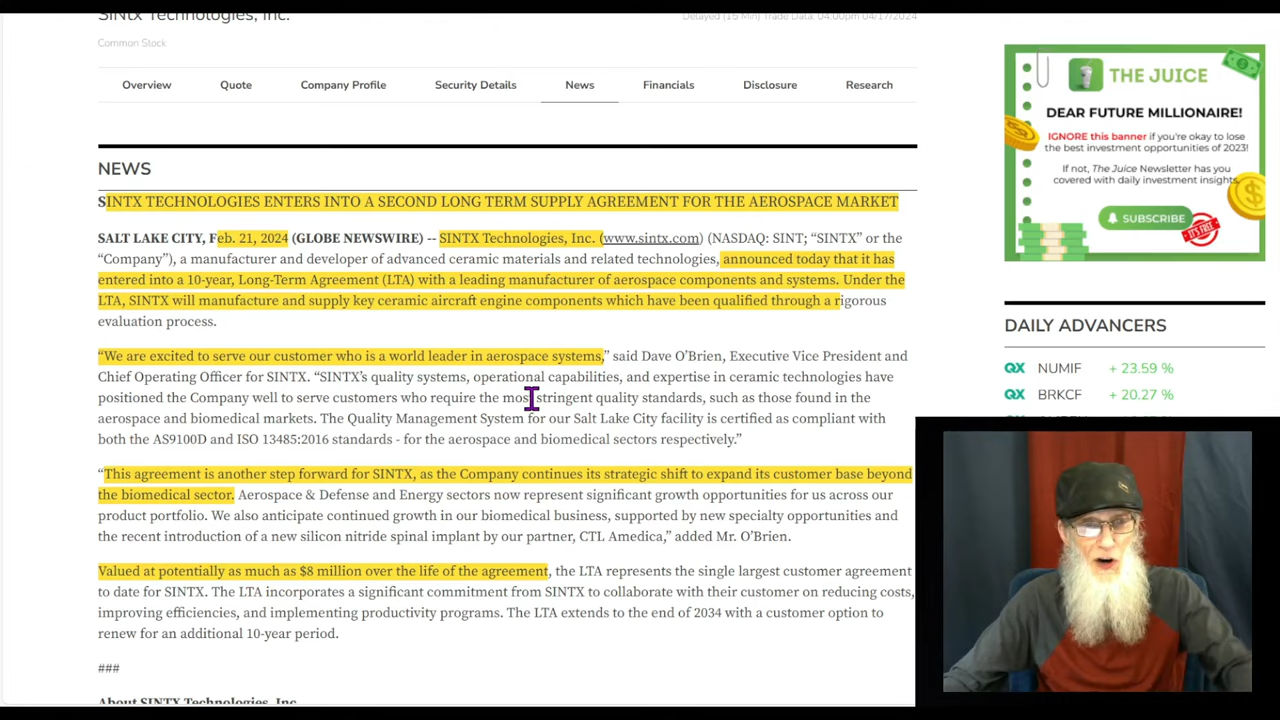 SINTX Technologies, Inc.
Delayed (15 Min) Trade Data: 04:00pm 04/17/2024
Common Stock
Overview Quote Company Profile Security Details News Financials Disclosure Research
NEWS
SINTX TECHNOLOGIES ENTERS INTO A SECOND LONG TERM SUPPLY AGREEMENT FOR THE AEROSPACE MARKET
SALT LAKE CITY, Feb. 21, 2024 (GLOBE NEWSWIRE) -- SINTX Technologies, Inc. (www.sintx.com) (NASDAQ: SINT; “SINTX” or the
“Company”), a manufacturer and developer of advanced ceramic materials and related technologies, announced today that it has
entered into a 10-year, Long-Term Agreement (LTA) with a leading manufacturer of aerospace components and systems. Under the
LTA, SINTX will manufacture and supply key ceramic aircraft engine components which have been qualified through a rigorous
evaluation process.
“We are excited to serve our customer who is a world leader in aerospace systems,” said Dave O’Brien, Executive Vice President and
Chief Operating Officer for SINTX. “SINTX’s quality systems, operational capabilities, and expertise in ceramic technologies have
positioned the Company well to serve customers who require the most stringent quality standards, such as those found in the
aerospace and biomedical markets. The Quality Management System for our Salt Lake City facility is certified as compliant with
both the AS9100D and ISO 13485:2016 standards - for the aerospace and biomedical sectors respectively.”
“This agreement is another step forward for SINTX, as the Company continues its strategic shift to expand its customer base beyond
the biomedical sector. Aerospace & Defense and Energy sectors now represent significant growth opportunities for us across our
product portfolio. We also anticipate continued growth in our biomedical business, supported by new specialty opportunities and
the recent introduction of a new silicon nitride spinal implant by our partner, CTL Amedica,” added Mr. O’Brien.
Valued at potentially as much as $8 million over the life of the agreement, the LTA represents the single largest customer agreement
to date for SINTX. The LTA incorporates a significant commitment from SINTX to collaborate with their customer on reducing costs,
improving efficiencies, and implementing productivity programs. The LTA extends to the end of 2034 with a customer option to
renew for an additional 10-year period.
###
About SINTX Technologies, Inc.
THE JUICE
DEAR FUTURE MILLIONAIRE!
IGNORE this banner if you're okay to lose
the best investment opportunities of 2023!
If not, The Juice Newsletter has you
covered with daily investment insights.
SUBSCRIBE
IT'S FREE
DAILY ADVANCERS
QX NUMIF + 23.59 %
QX BRKCF + 20.27 %